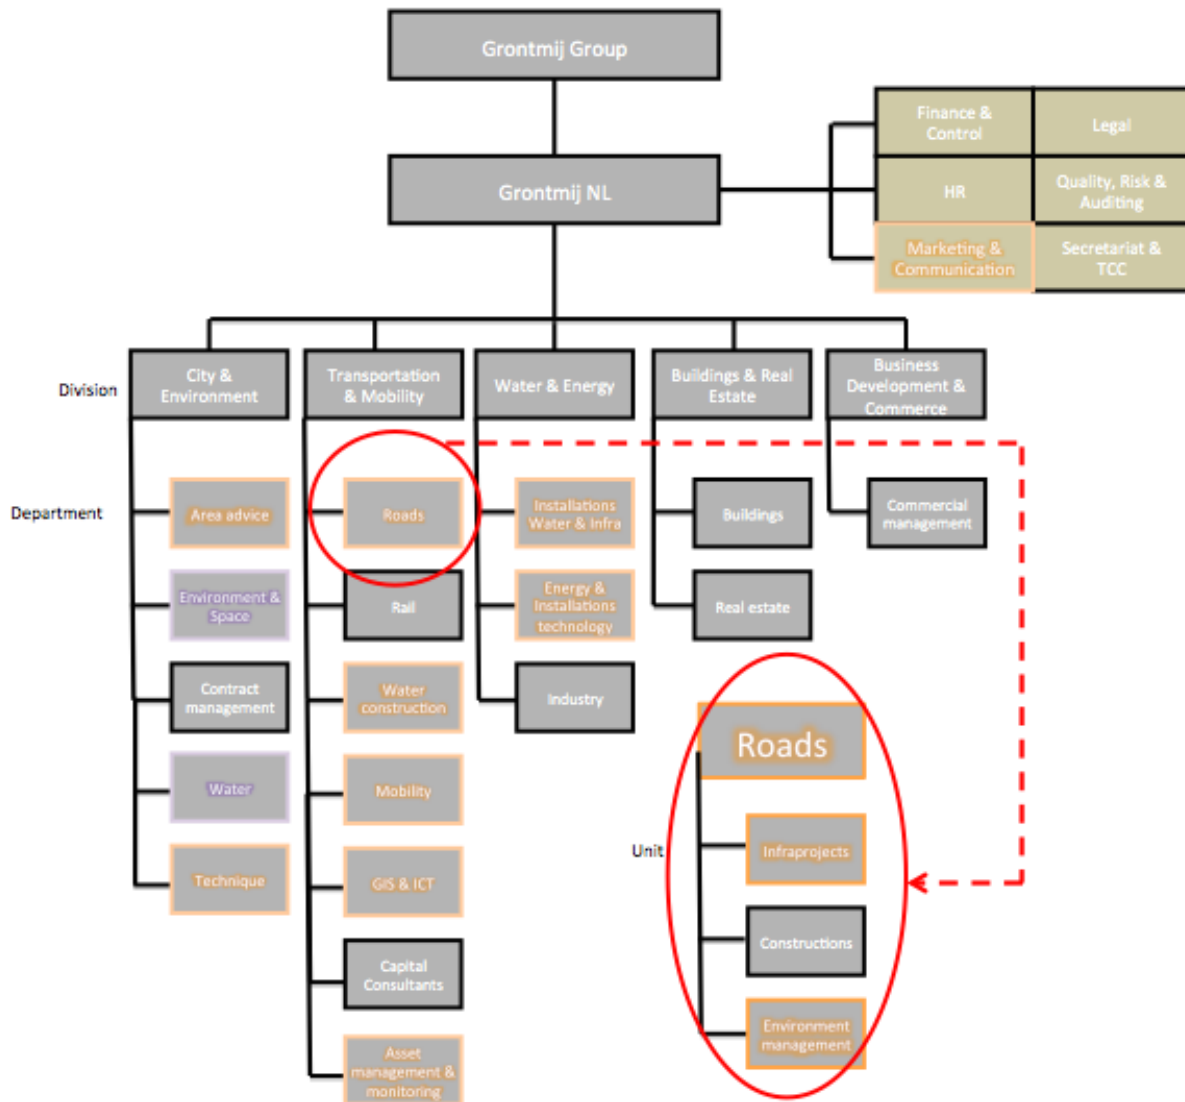 Grontmij Group
Finance &
Control
Legal
Grontmij NL
HR
Quality, Risk &
Auditing
Marketing &
Communication
Secretariat &
TCC
Division
City &
Environment
Transportation
& Mobility
Water & Energy
Buildings & Real
Estate
Business
Development &
Commerce
Department
Area advice
Roads
Installations
Water & Infra
Buildings
Commercial
management
Environment &
Space
Rail
Energy &
Installations
technology
Real estate
Contract
management
Water
construction
Industry
Roads
Water
Mobility
Unit
Infraprojects
Technique
GIS & ICT
Constructions
Capital
Consultants
Environment
management
Asset
management &
monitoring